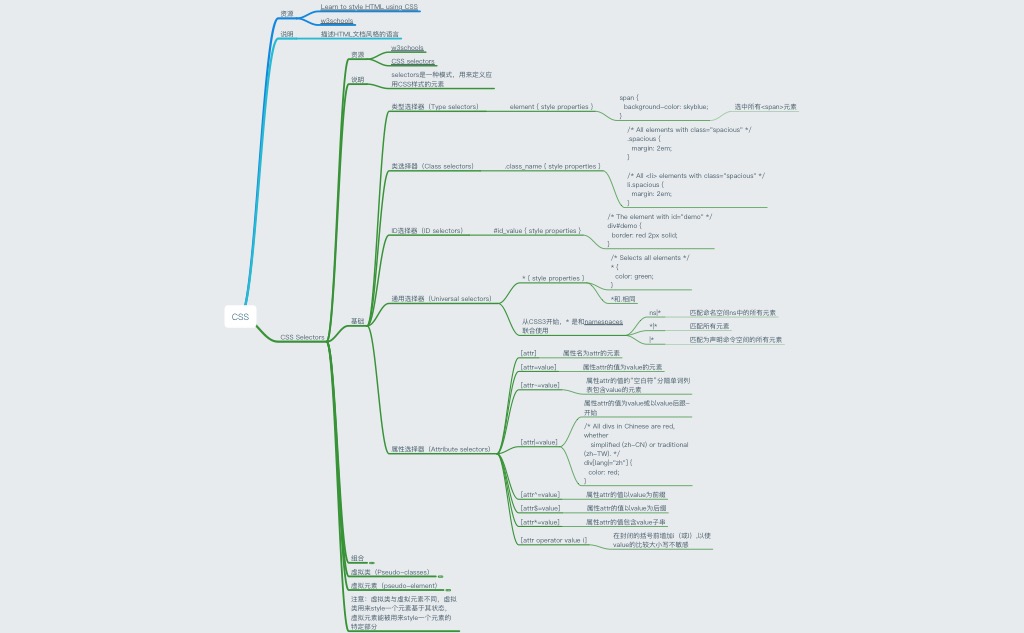 CSS
资源
Learn to style HTML using CSS
w3schools
说明
描述HTML文档风格的语言
CSS Selectors
资源
w3schools
CSS selectors
说明
selectors是一种模式，用来定义应
用CSS样式的元素
基础
类型选择器（Type selectors）
element { style properties }
span {
background-color: skyblue;
}
选中所有<span>元素
类选择器（Class selectors）
.class_name { style properties }
/* All elements with class="spacious" */
.spacious {
margin: 2em;
}
/* All <li> elements with class="spacious" */
li.spacious {
margin: 2em;
}
ID选择器（ID selectors）
#id_value { style properties }
/* The element with id="demo" */
div#demo {
border: red 2px solid;
}
通用选择器（Universal selectors）
* { style properties }
/* Selects all elements */
* {
color: green;
}
*和.相同
从CSS3开始，* 是和namespaces
联合使用
ns|*
匹配命名空间ns中的所有元素
*|*
匹配所有元素
|*
匹配为声明命令空间的所有元素
属性选择器（Attribute selectors）
[attr]
属性名为attr的元素
[attr=value]
属性attr的值为value的元素
[attr~=value]
属性attr的值的“空白符”分隔单词列
表包含value的元素
[attr|=value]
属性attr的值为value或以value后跟-
开始
/* All divs in Chinese are red,
whether
simplified (zh-CN) or traditional
(zh-TW). */
div[lang|="zh"] {
color: red;
}
[attr^=value]
属性attr的值以value为前缀
[attr$=value]
属性attr的值以value为后缀
[attr*=value]
属性attr的值包含value子串
[attr operator value i]
在封闭的括号前增加i（或I）,以使
value的比较大小写不敏感
组合
虚拟类（Pseudo-classes）
虚拟元素（pseudo-element）
注意：虚拟类与虚拟元素不同，虚拟
类用来style一个元素基于其状态，
虚拟元素能被用来style一个元素的
特定部分